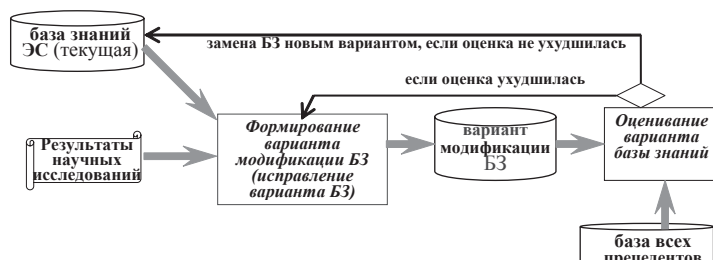 база знаний
ЭС (текущая)
замена БЗ новым вариантом, если оценка не ухудшилась
если оценка ухудшилась
Результаты
научных
исследований
Формирование
варианта
модификации БЗ
(исправление
варианта БЗ)
вариант
модификации
БЗ
Оценивание
варианта
базы знаний
база всех
прецедентов